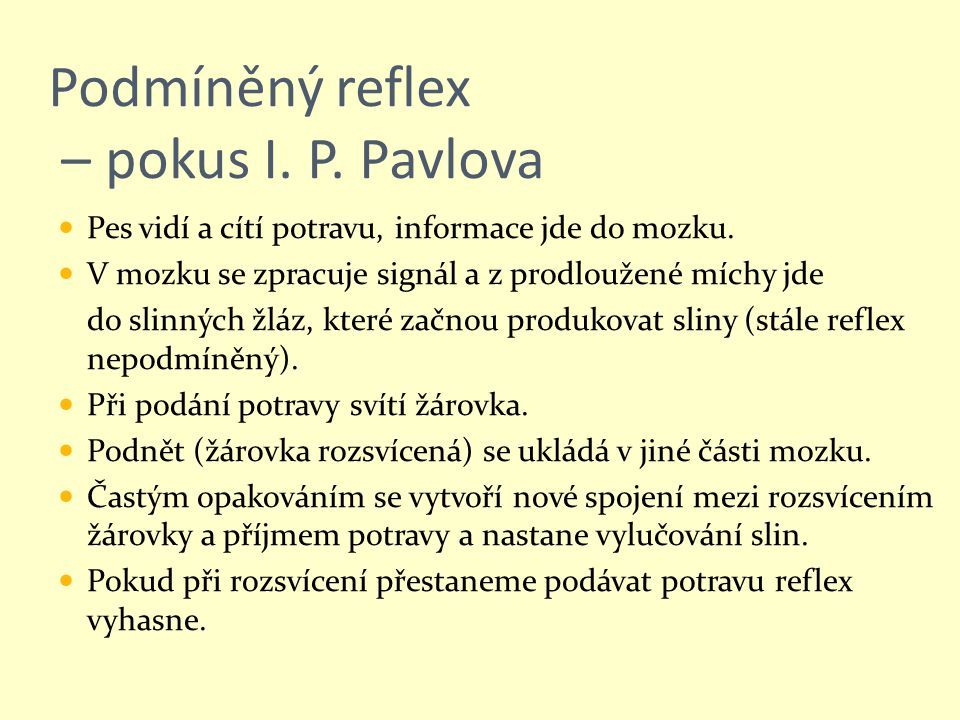 Podmíněný reflex
– pokus I. P. Pavlova
Pes vidí a cítí potravu, informace jde do mozku.
V mozku se zpracuje signál a z prodloužené míchy jde
do slinných žláz, které začnou produkovat sliny (stále reflex
nepodmíněný).
Při podání potravy svítí žárovka.
Podnět (žárovka rozsvícená) se ukládá v jiné části mozku.
Častým opakováním se vytvoří nové spojení mezi rozsvícením
žárovky a příjmem potravy a nastane vylučování slin.
Pokud při rozsvícení přestaneme podávat potravu reflex
vyhasne.